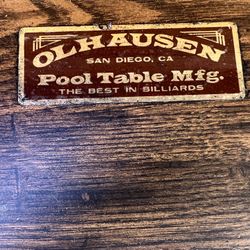 OLHAUSEN
SAN DIEGO, CA
Pool Table Mfg.
THE BEST IN BILLIARDS